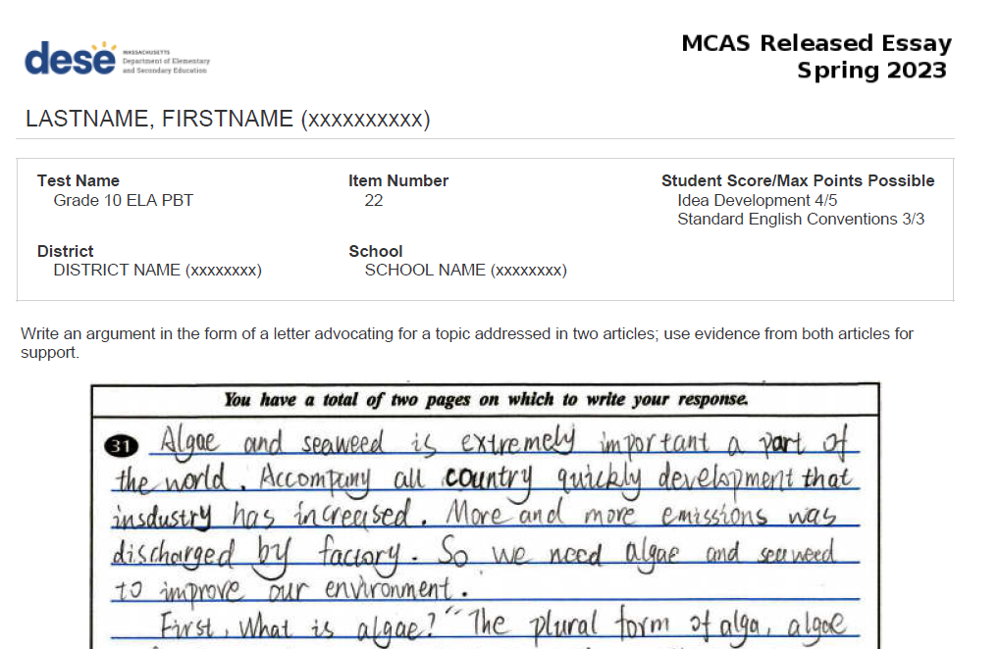 dese
MASSACHUSETTS
Department of Elementary
and Secondary Education
MCAS Released Essay
Spring 2023
LASTNAME, FIRSTNAME (xxxxxxxxxx)
Test Name
Item Number
Student Score/Max Points Possible
Grade 10 ELA PBT
22
Idea Development 4/5
Standard English Conventions 3/3
District
School
DISTRICT NAME (xxxxxxxx)
SCHOOL NAME (xxxxxxxx)
Write an argument in the form of a letter advocating for a topic addressed in two articles; use evidence from both articles for
support.
You have a total of two pages on which to write your response.
31 Algae and seaweed is extremely important a part of
the world. Accompany all country quickly development that
insdustry has increased. More and more emissions was
discharged by factory. So we need algae and seaweed
to improve our environment.
First, What is algae? "The plural form of alga, algae